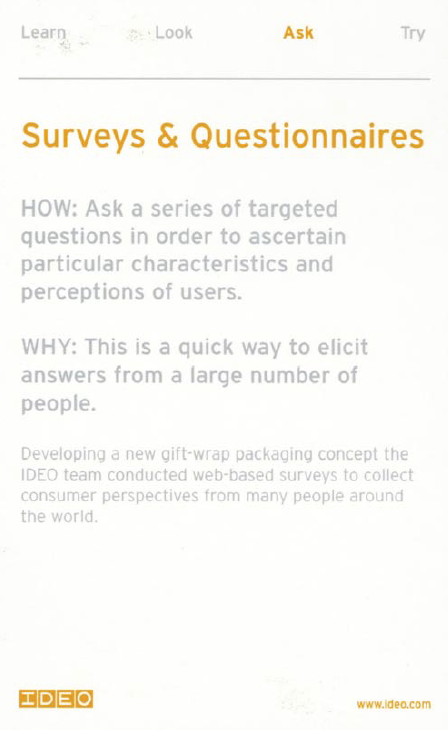 Learn Look Ask Try
Surveys & Questionnaires
HOW: Ask a series of targeted
questions in order to ascertain
particular characteristics and
perceptions of users.
WHY: This is a quick way to elicit
answers from a large number of
people.
Developing a new gift-wrap packaging concept the
IDEO team conducted web-based surveys to collect
consumer perspectives from many people around
the world.
IDEO www.ideo.com